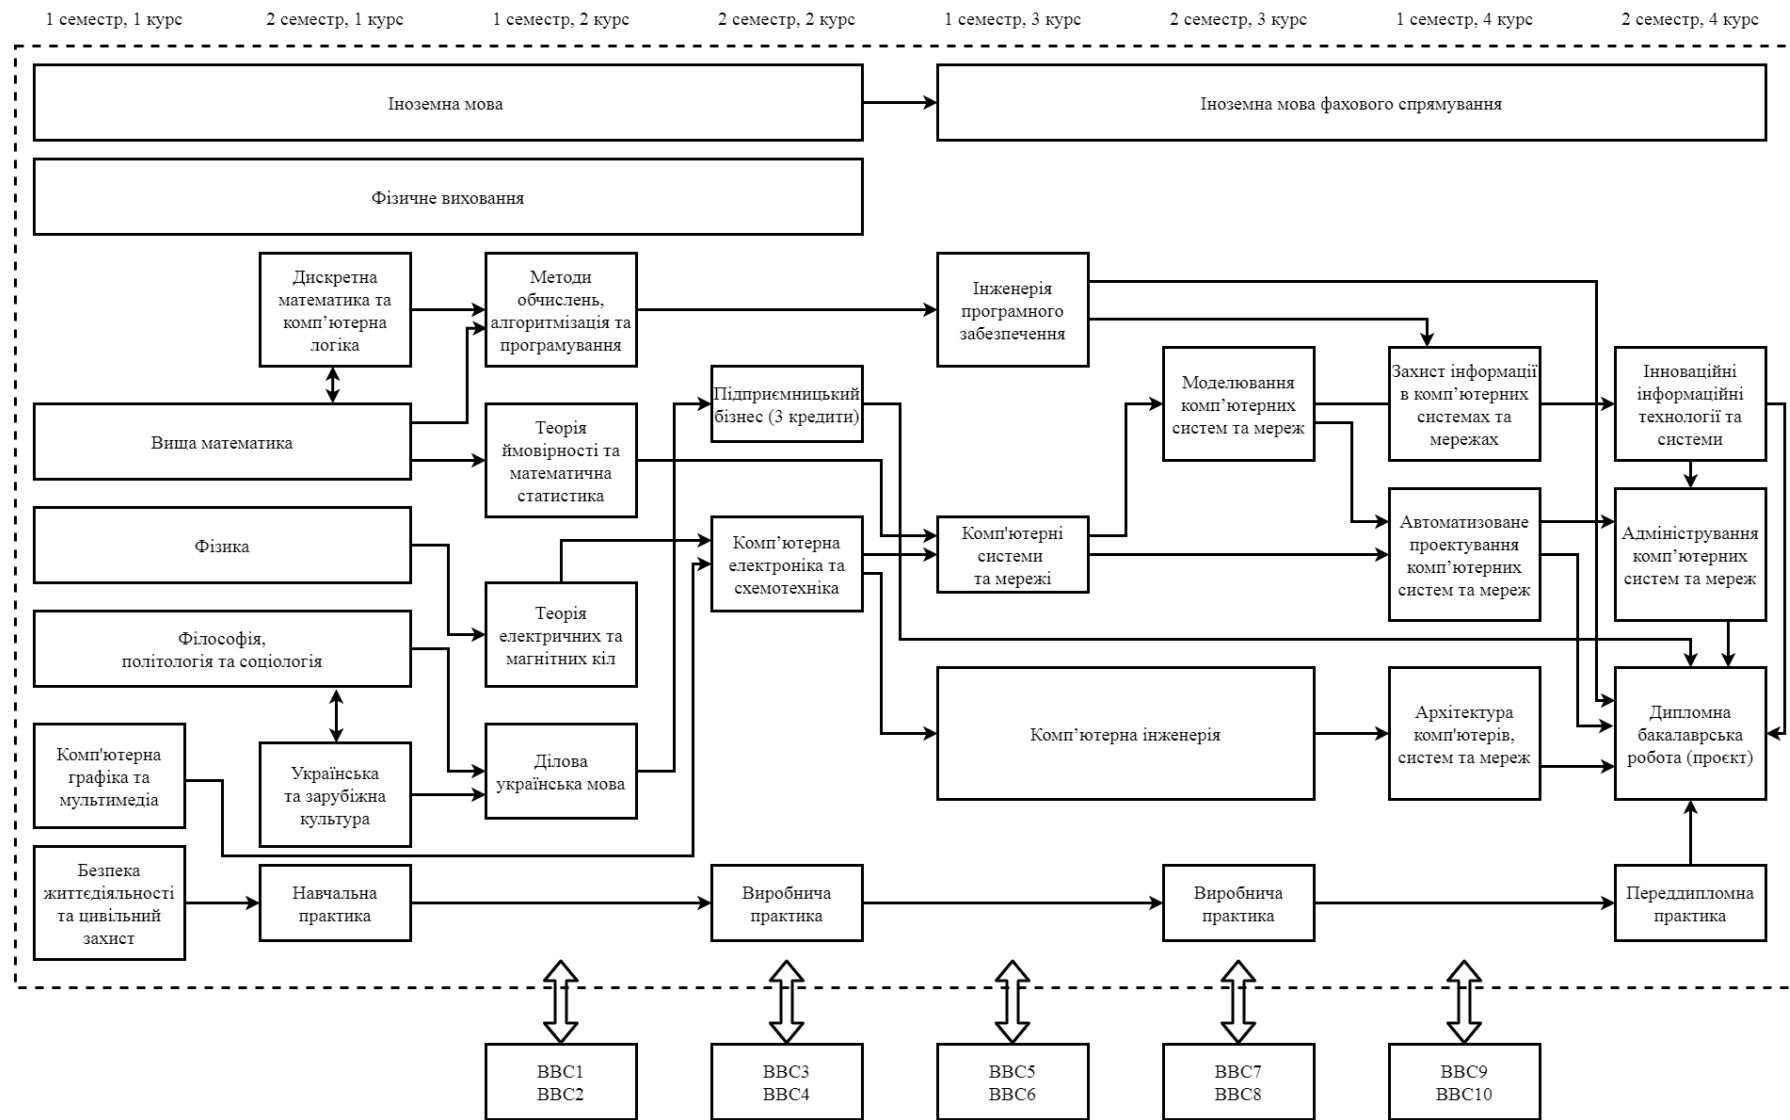 1 семестр, 1 курс
2 семестр, 1 курс
1 семестр, 2 курс
2 семестр, 2 курс
1 семестр, 3 курс
2 семестр, 3 курс
1 семестр, 4 курс
2 семестр, 4 курс
Іноземна мова
Іноземна мова фахового спрямування
Фізичне виховання
Дискретна
математика та
комп’ютерна
логіка
Методи
обчислень,
алгоритмізація та
програмування
Інженерія
програмного
забезпечення
Вища математика
Теорія
ймовірності та
математична
статистика
Підприємницький
бізнес (3 кредити)
Моделювання
комп’ютерних
систем та мереж
Захист інформації
в комп’ютерних
системах та
мережах
Інноваційні
інформаційні
технології та
системи
Фізика
Теорія
електричних та
магнітних кіл
Комп’ютерна
електроніка та
схемотехніка
Комп'ютерні
системи
та мережі
Автоматизоване
проектування
комп’ютерних
систем та мереж
Адміністрування
комп’ютерних
систем та мереж
Філософія,
політологія та соціологія
Комп'ютерна
графіка та
мультимедіа
Українська
та зарубіжна
культура
Ділова
українська мова
Комп’ютерна інженерія
Архітектура
комп'ютерів,
систем та мереж
Дипломна
бакалаврська
робота (проєкт)
Безпека
життєдіяльності
та цивільний
захист
Навчальна
практика
Виробнича
практика
Виробнича
практика
Переддипломна
практика
ВВС1
ВВС2
ВВС3
ВВС4
ВВС5
ВВС6
ВВС7
ВВС8
ВВС9
ВВС10